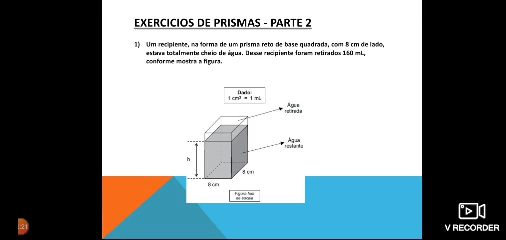 EXERCICIOS DE PRISMAS - PARTE 2
1) Um recipiente, na forma de um prisma reto de base quadrada, com 8 cm de lado,
estava totalmente cheio de água. Desse recipiente foram retirados 160 mL,
conforme mostra a figura.
Dado:
1 cm³ = 1 mL
Água
retirada
Água
restante
h
8 cm
8 cm
Figura fora
de escala
:21
V RECORDER